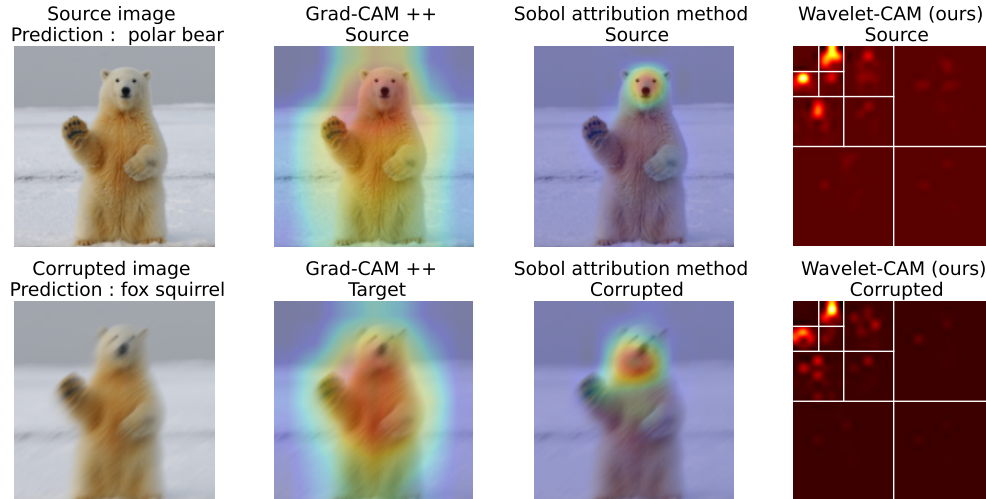 Source image
Prediction :  polar bear
Grad-CAM ++
Source
Sobol attribution method
Source
Wavelet-CAM (ours)
Source
Corrupted image
Prediction : fox squirrel
Grad-CAM ++
Target
Sobol attribution method
Corrupted
Wavelet-CAM (ours)
Corrupted